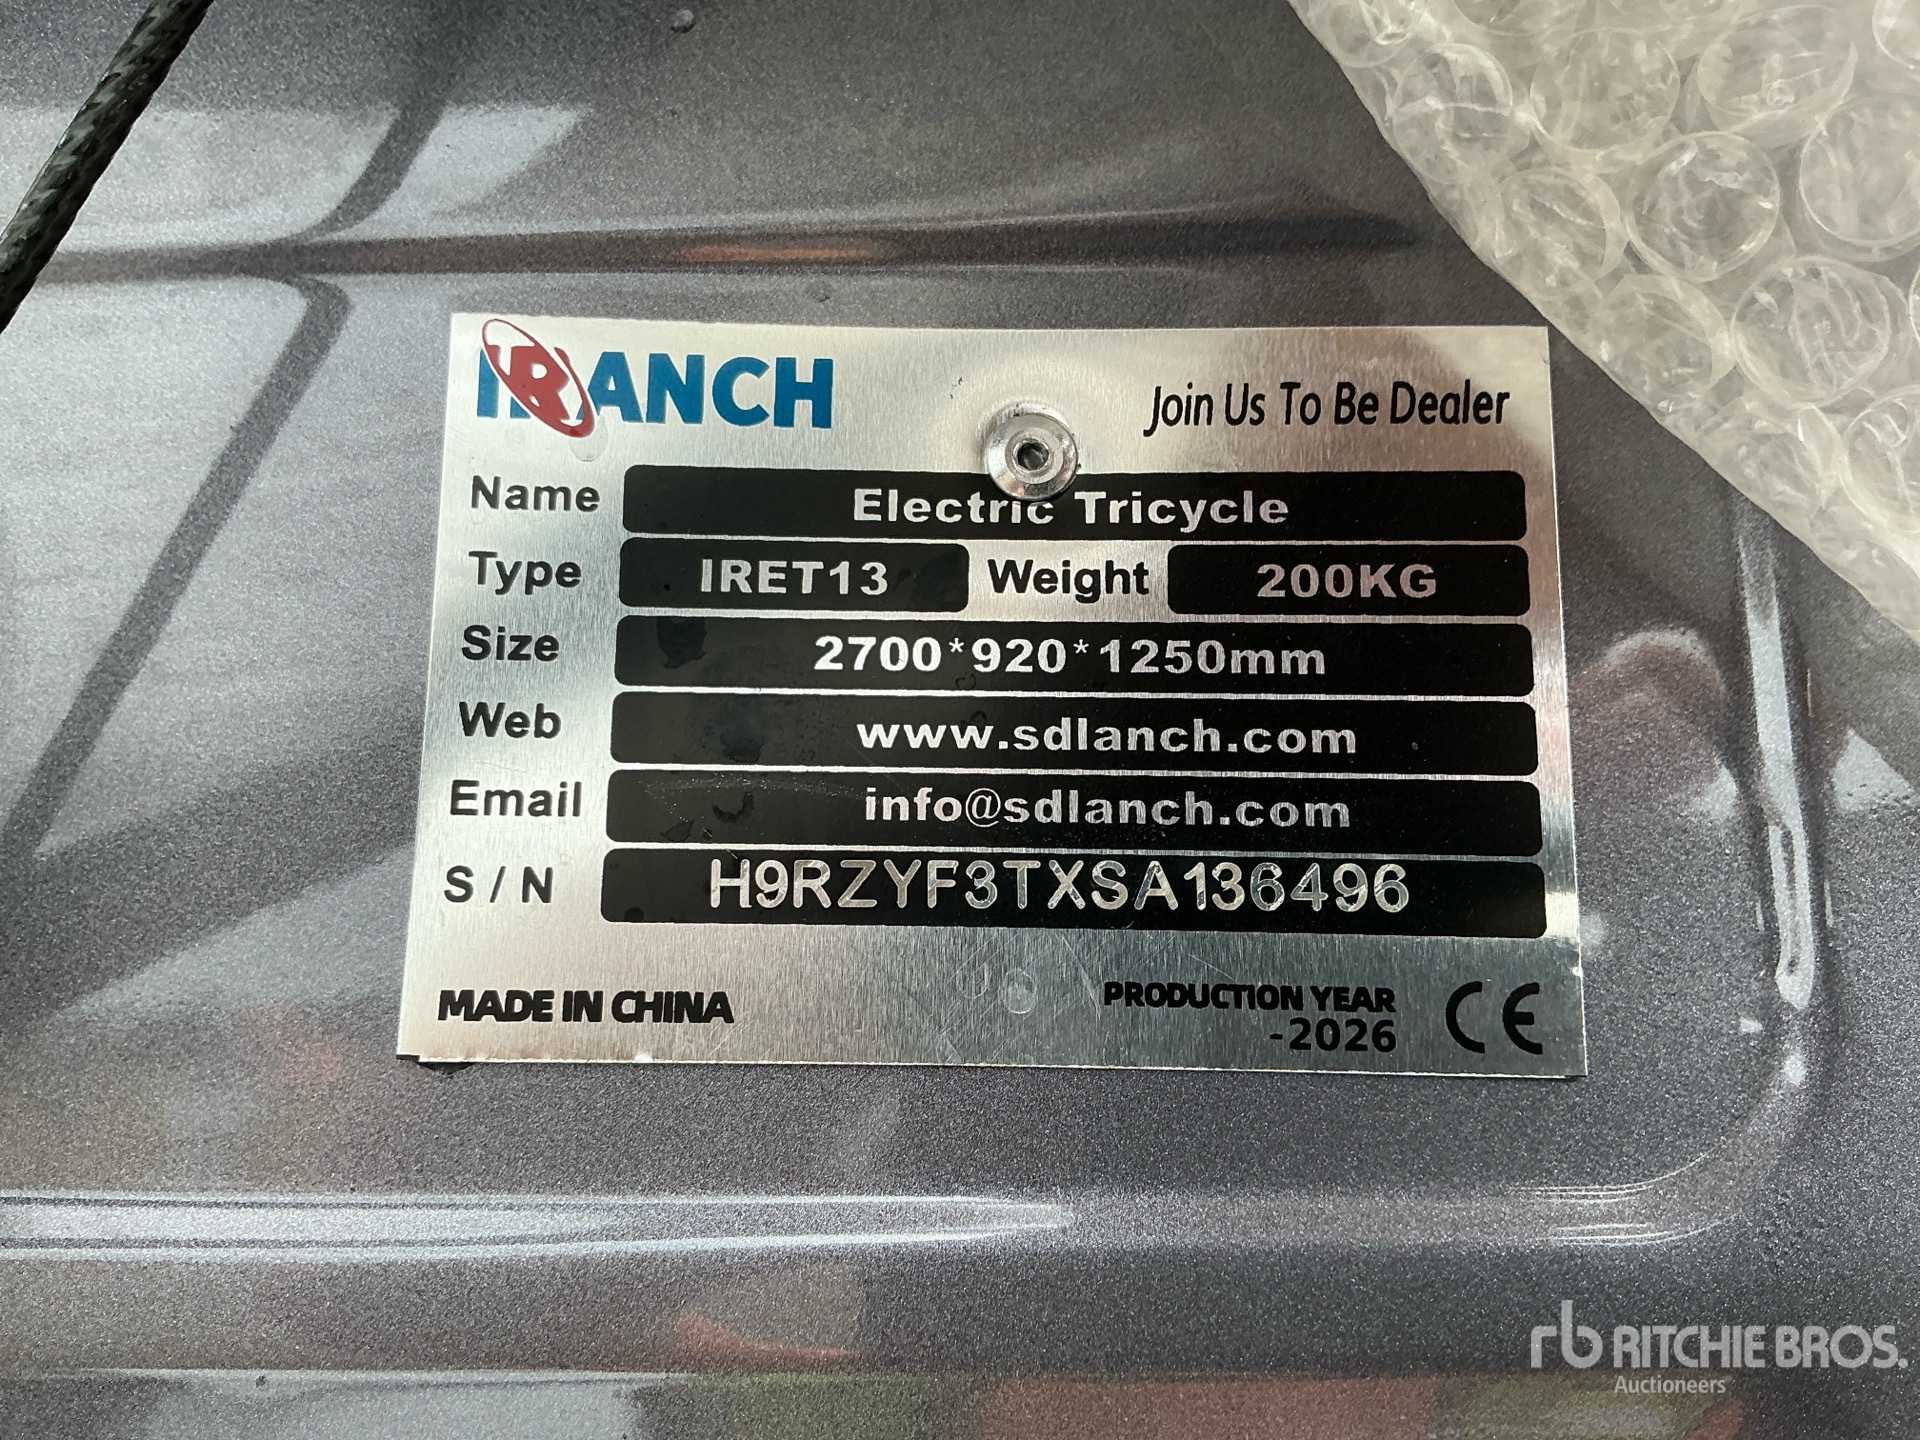 IRANCH
Join Us To Be Dealer
Name Electric Tricycle
Type IRET13 Weight 200KG
Size 2700*920*1250mm
Web www.sdlanch.com
Email info@sdlanch.com
S/N H9RZYF3TXSA136496
MADE IN CHINA
PRODUCTION YEAR
-2026
CE
rb RITCHIE BROS.
Auctioneers